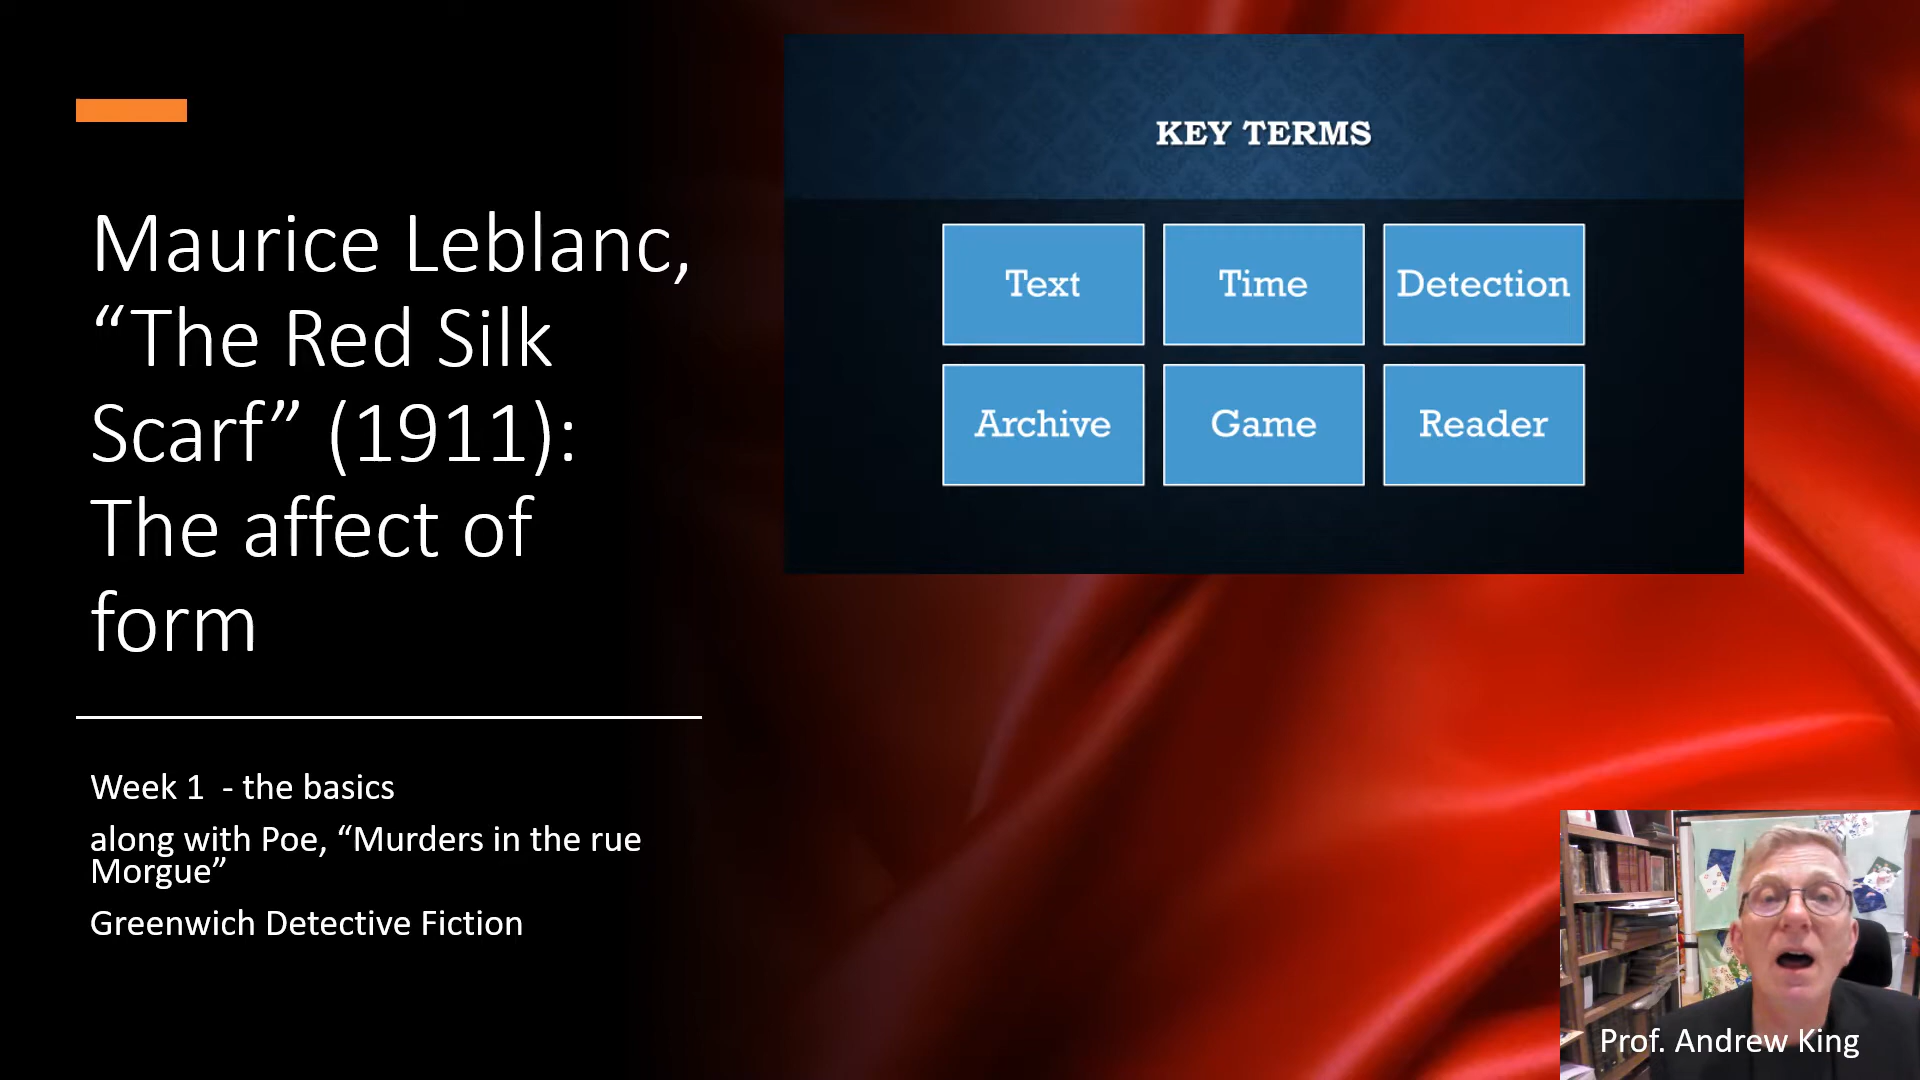 Maurice Leblanc,
“The Red Silk
Scarf” (1911):
The affect of
form
Week 1 - the basics
along with Poe, “Murders in the rue
Morgue”
Greenwich Detective Fiction
KEY TERMS
Text Time Detection
Archive Game Reader
Prof. Andrew King